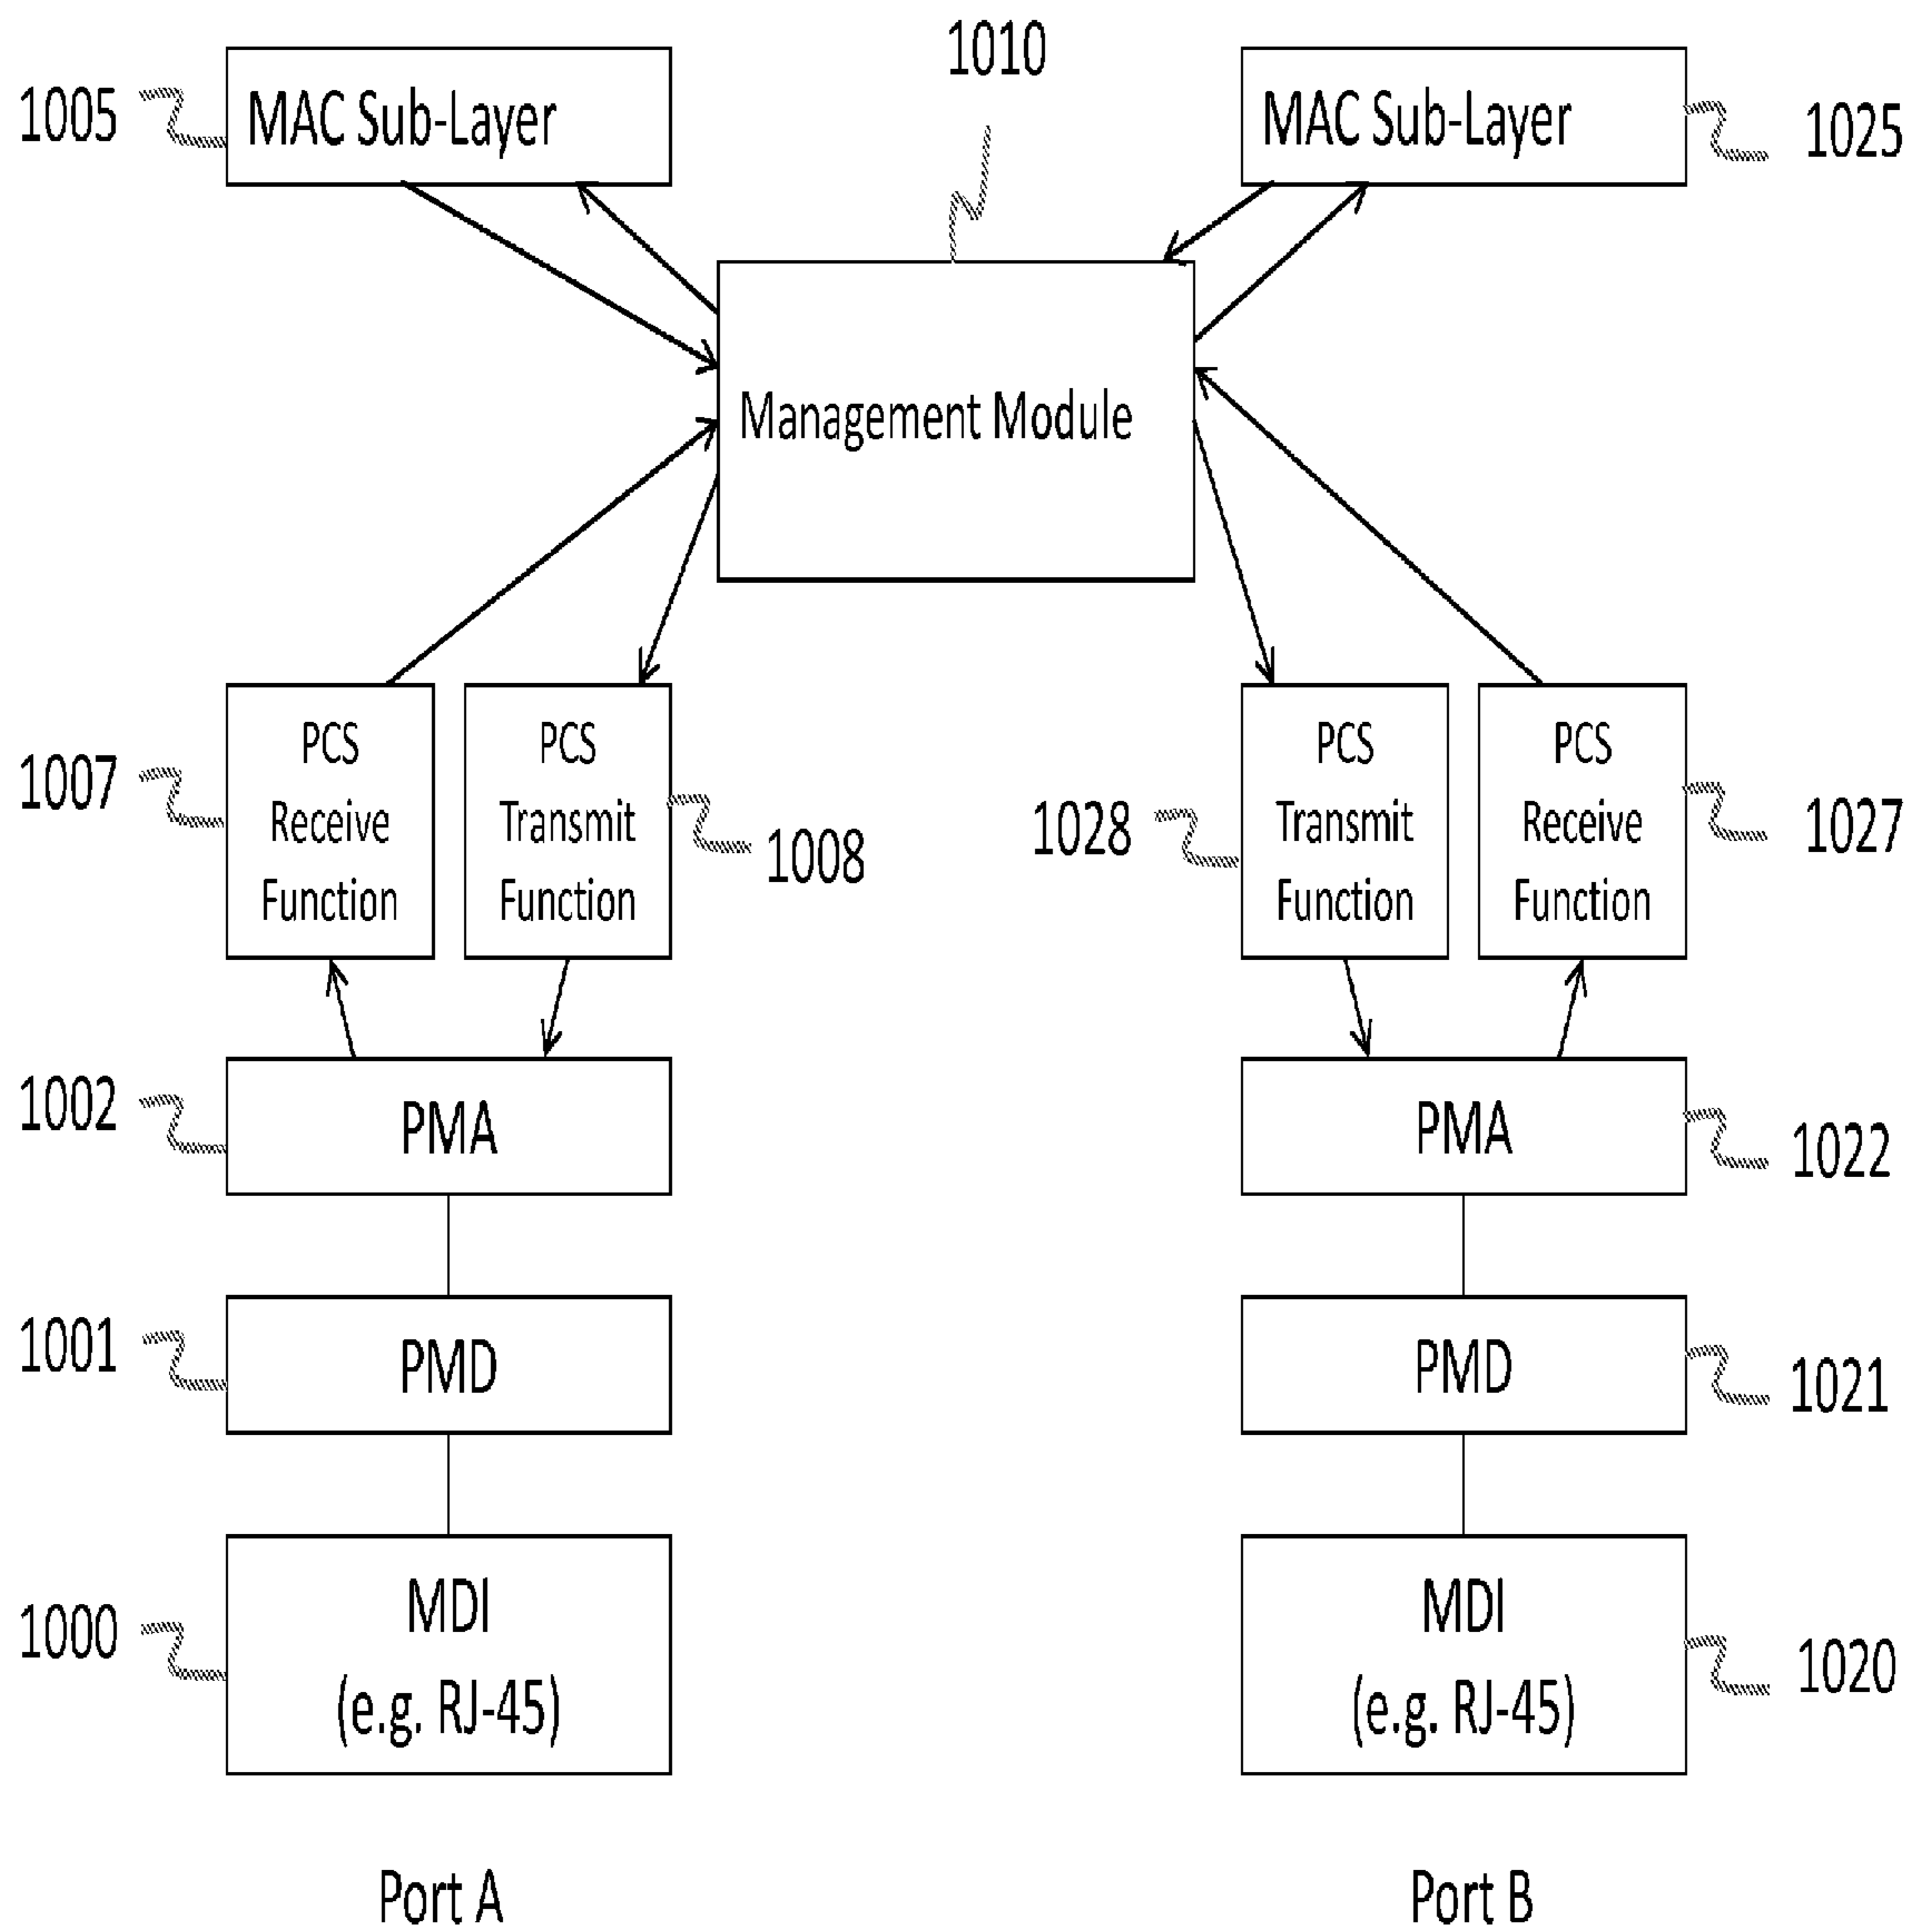 1010
1005
MAC Sub-Layer
MAC Sub-Layer
1025
Management Module
1007
PCS
Receive
Function
PCS
Transmit
Function
1008
1028
PCS
Transmit
Function
PCS
Receive
Function
1027
1002
PMA
PMA
1022
1001
PMD
PMD
1021
1000
MDI
(e.g. RJ-45)
MDI
(e.g. RJ-45)
1020
Port A
Port B